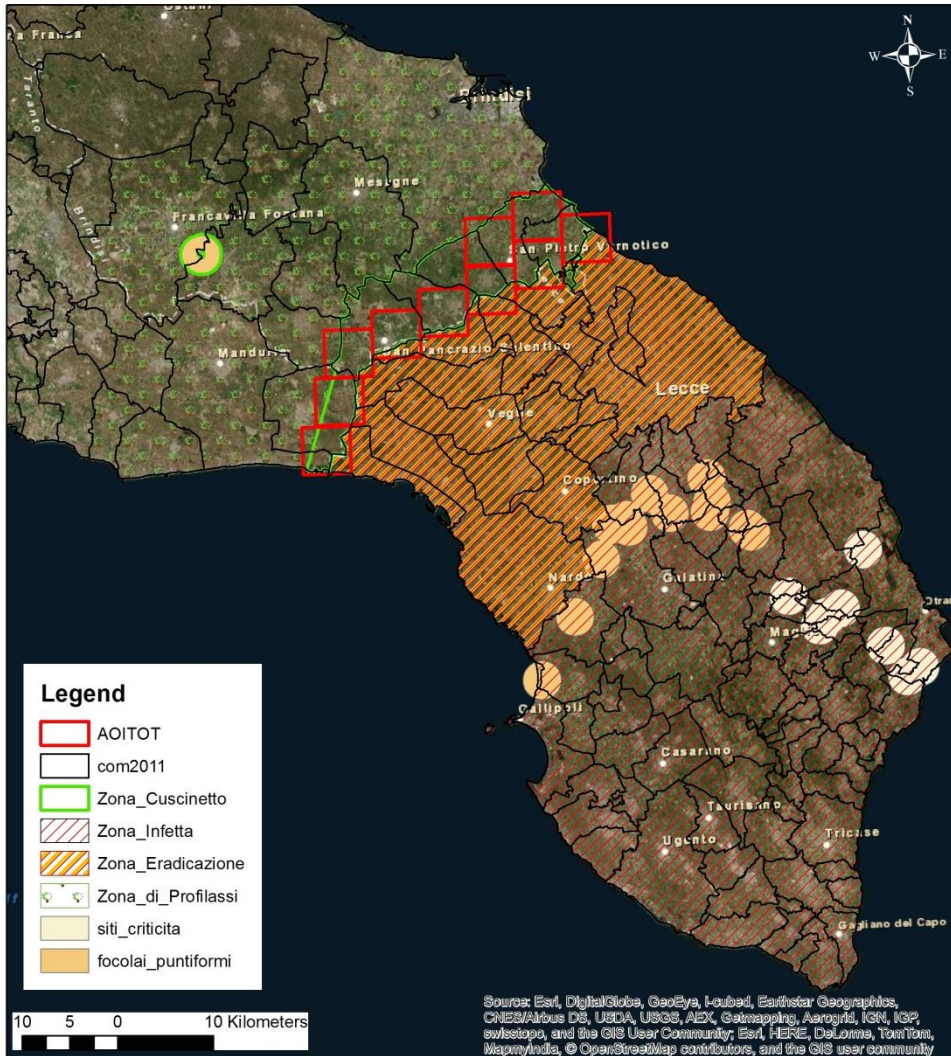 Ostuni
Franca
N
W
E
S
Taranto
Brindisi
Mesagne
Francavilla Fontana
Brindisi
San Pietro Vernotico
Manduria
San Pancrazio Salentino
Lecce
Veglie
Copertino
Nardò
Galatina
Otran
Maglie
Gallipoli
Casarano
Taurisano
Ugento
Tricase
Gagliano del Capo
Legend
AOITOT
com2011
Zona_Cuscinetto
Zona_Infetta
Zona_Eradicazione
Zona_di_Profilassi
siti_criticita
focolai_puntiformi
10 5 0 10 Kilometers
Source: Esri, DigitalGlobe, GeoEye, i-cubed, Earthstar Geographics,
CNES/Airbus DS, USDA, USGS, AEX, Getmapping, Aerogrid, IGN, IGP,
swisstopo, and the GIS User Community; Esri, HERE, DeLorme, TomTom,
MapmyIndia, © OpenStreetMap contributors, and the GIS user community